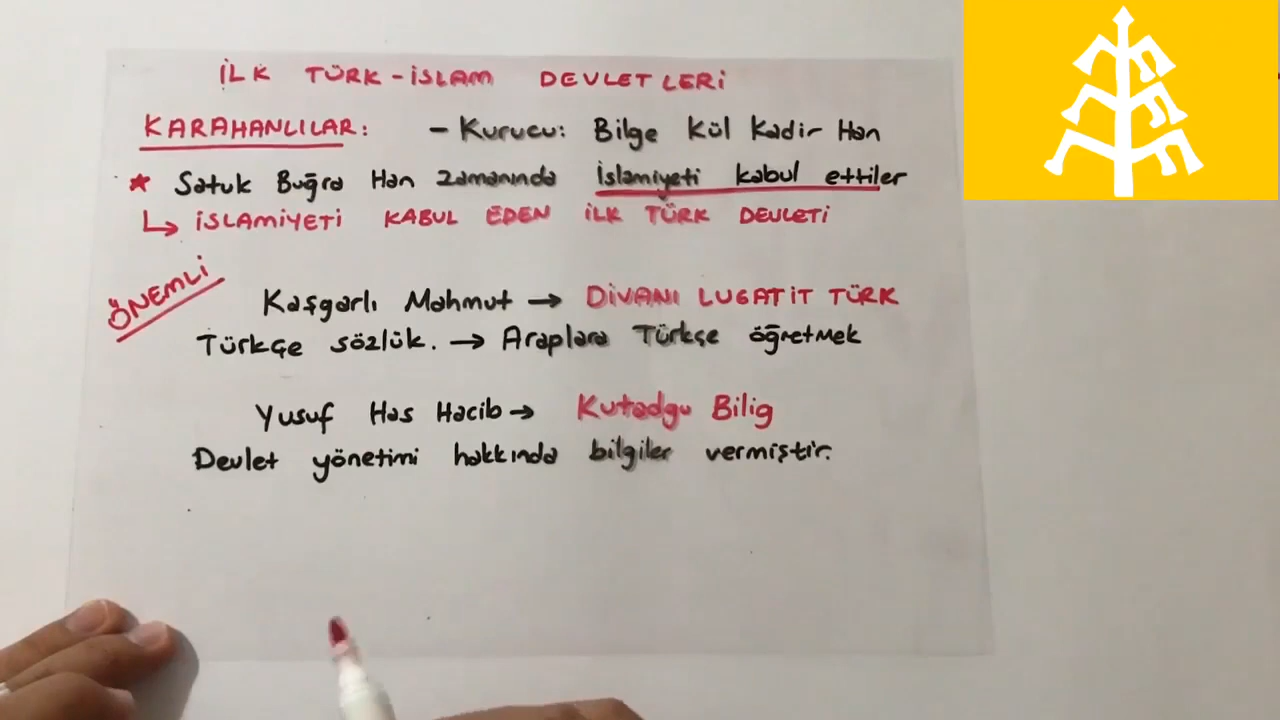 İLK TÜRK-İSLAM DEVLETLERİ
KARAHANLILAR: - Kurucu: Bilge Kül Kadir Han
* Satuk Buğra Han zamanında islamiyeti kabul ettiler
↳ İSLAMİYETİ KABUL EDEN İLK TÜRK DEVLETİ
ÖNEMLİ
Kaşgarlı Mahmut → DİVANI LUGATİT TÜRK
Türkçe sözlük. → Araplara Türkçe öğretmek
Yusuf Has Hacib → Kutadgu Bilig
Devlet yönetimi hakkında bilgiler vermiştir.